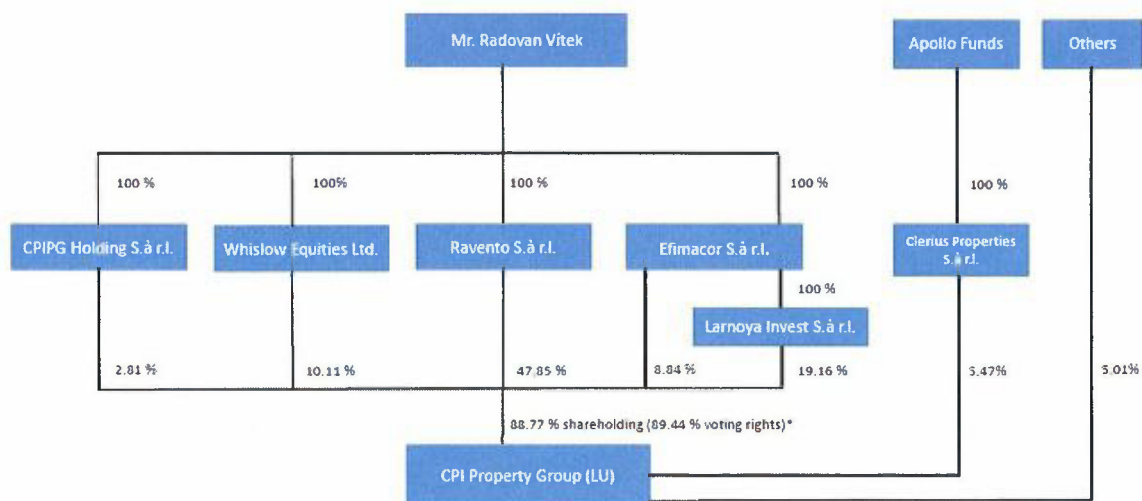 Mr. Radovan Vítek
Apollo Funds
Others
100 %
100%
100 %
100 %
100 %
CPIPG Holding S.à r.l.
Whislow Equities Ltd.
Ravento S.à r.l.
Efimacor S.à r.l.
Clerius Properties
S.à r.l.
100 %
Larnoya Invest S.à r.l.
2.81 %
10.11 %
47.85 %
8.84 %
19.16 %
5.47%
5.01%
88.77 % shareholding (89.44 % voting rights)*
CPI Property Group (LU)